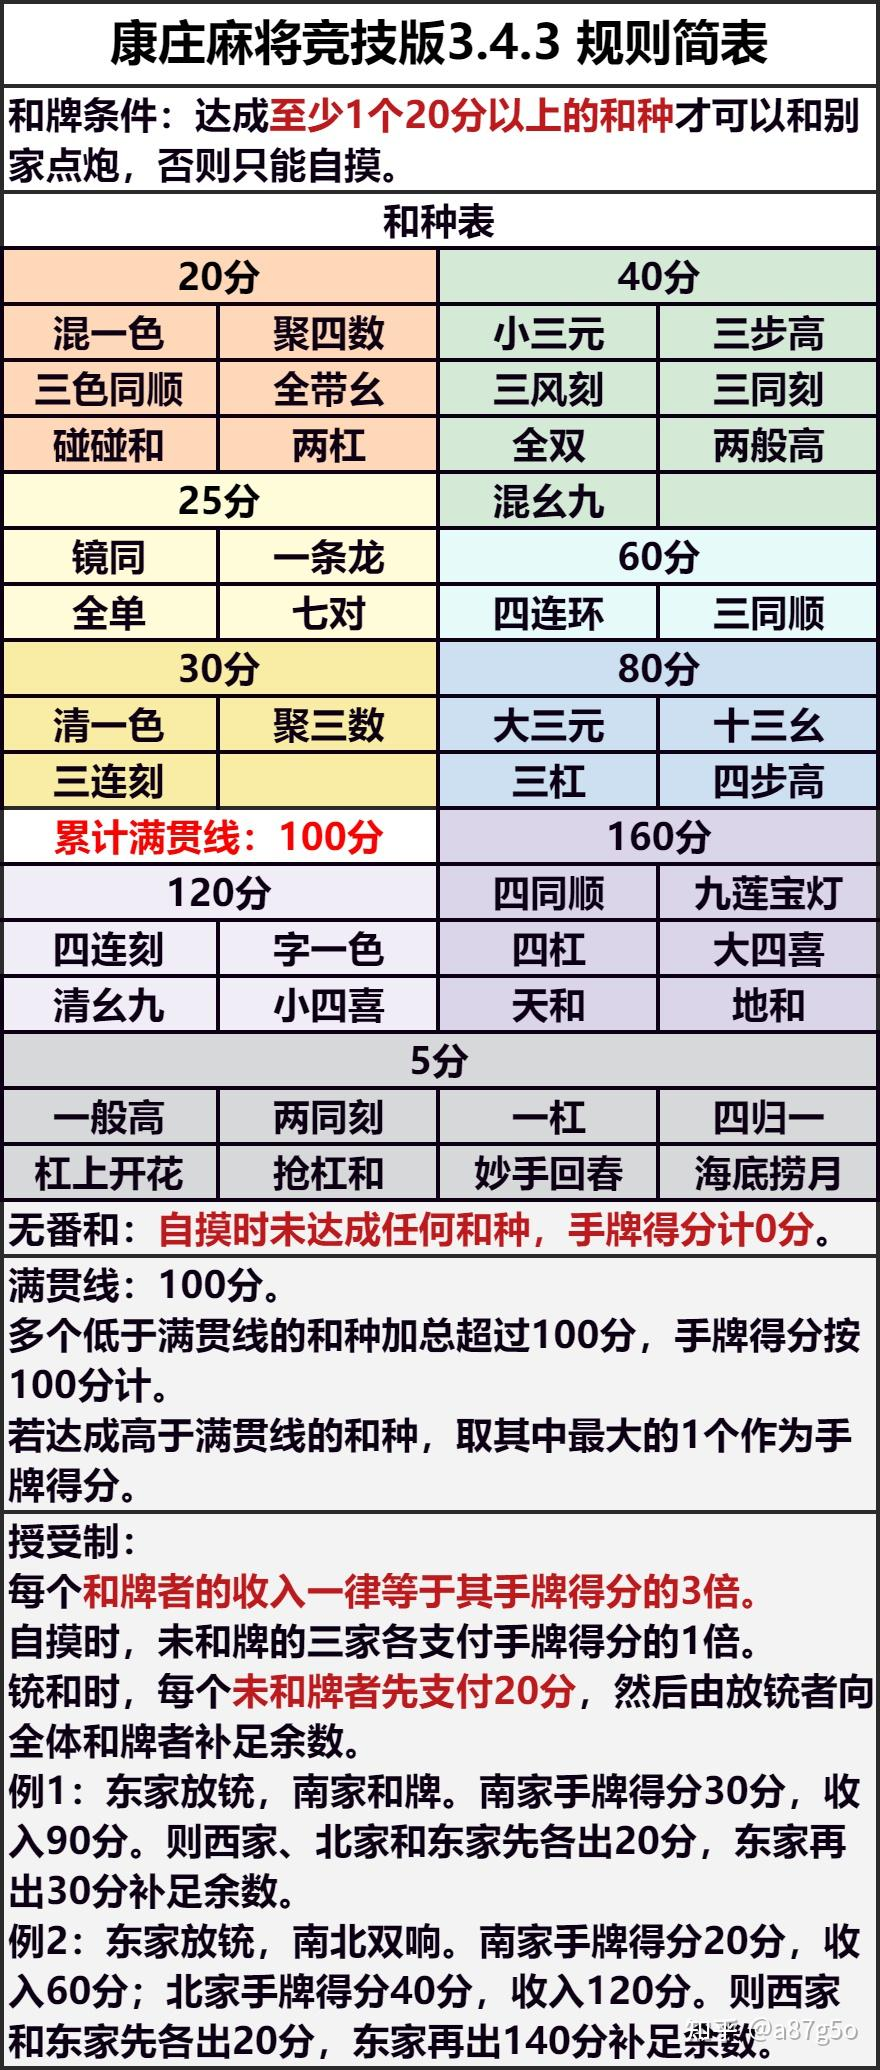 康庄麻将竞技版3.4.3 规则简表
和牌条件：达成至少1个20分以上的和种才可以和别
家点炮，否则只能自摸。
和种表
20分 40分
混一色 聚四数 小三元 三步高
三色同顺 全带幺 三风刻 三同刻
碰碰和 两杠 全双 两般高
25分 混幺九
镜同 一条龙 60分
全单 七对 四连环 三同顺
30分 80分
清一色 聚三数 大三元 十三幺
三连刻 三杠 四步高
累计满贯线：100分 160分
120分 四同顺 九莲宝灯
四连刻 字一色 四杠 大四喜
清幺九 小四喜 天和 地和
5分
一般高 两同刻 一杠 四归一
杠上开花 抢杠和 妙手回春 海底捞月
无番和：自摸时未达成任何和种，手牌得分计0分。
满贯线：100分。
多个低于满贯线的和种加总超过100分，手牌得分按
100分计。
若达成高于满贯线的和种，取其中最大的1个作为手
牌得分。
授受制：
每个和牌者的收入一律等于其手牌得分的3倍。
自摸时，未和牌的三家各支付手牌得分的1倍。
铳和时，每个未和牌者先支付20分，然后由放铳者向
全体和牌者补足余数。
例1：东家放铳，南家和牌。南家手牌得分30分，收
入90分。则西家、北家和东家先各出20分，东家再
出30分补足余数。
例2：东家放铳，南北双响。南家手牌得分20分，收
入60分；北家手牌得分40分，收入120分。则西家
和东家先各出20分，东家再出140分补足余数。
知乎 @a87g5o